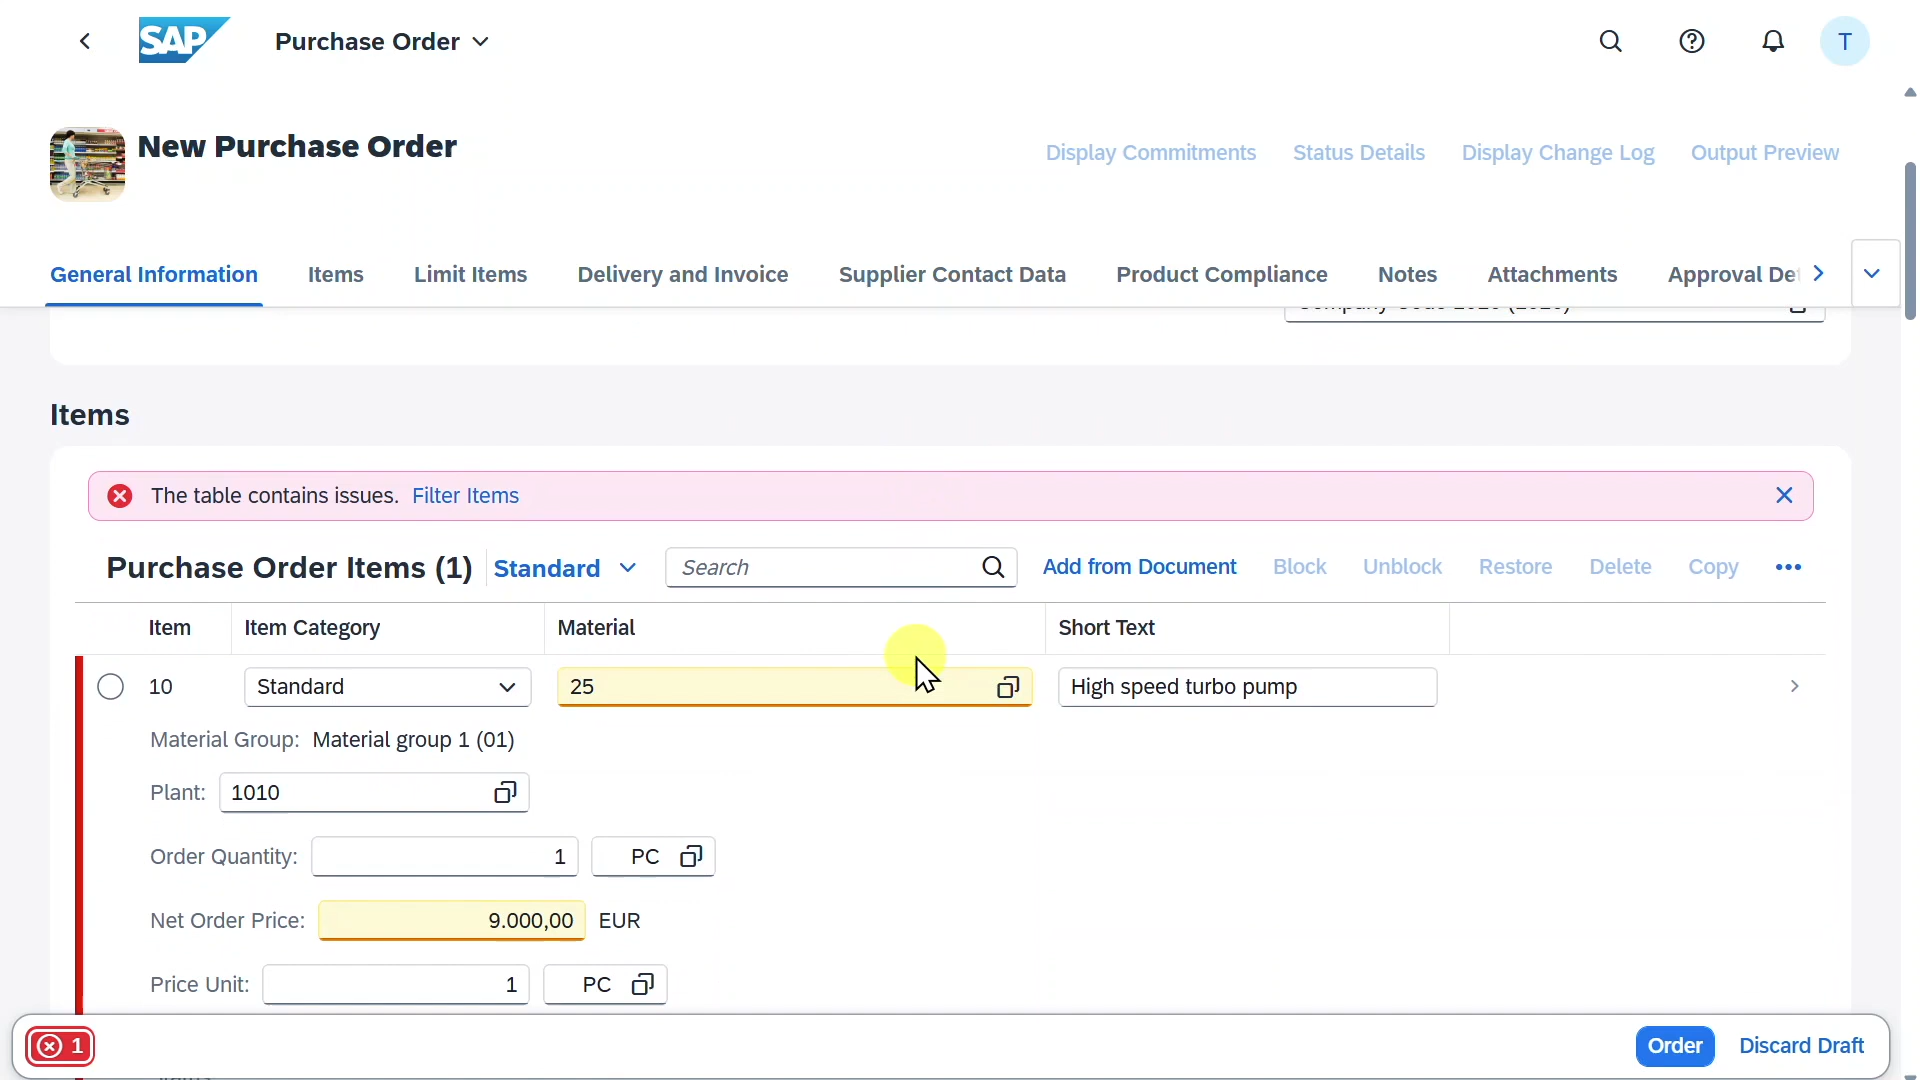 SAP Purchase Order T
New Purchase Order
Display Commitments Status Details Display Change Log Output Preview
General Information Items Limit Items Delivery and Invoice Supplier Contact Data Product Compliance Notes Attachments Approval
Items
The table contains issues. Filter Items
Purchase Order Items (1) Standard Search Add from Document Block Unblock Restore Delete Copy •••
Item Item Category Material Short Text
10 Standard 25 High speed turbo pump
Material Group: Material group 1 (01)
Plant: 1010
Order Quantity: 1 PC
Net Order Price: 9.000,00 EUR
Price Unit: 1 PC
1 Order Discard Draft